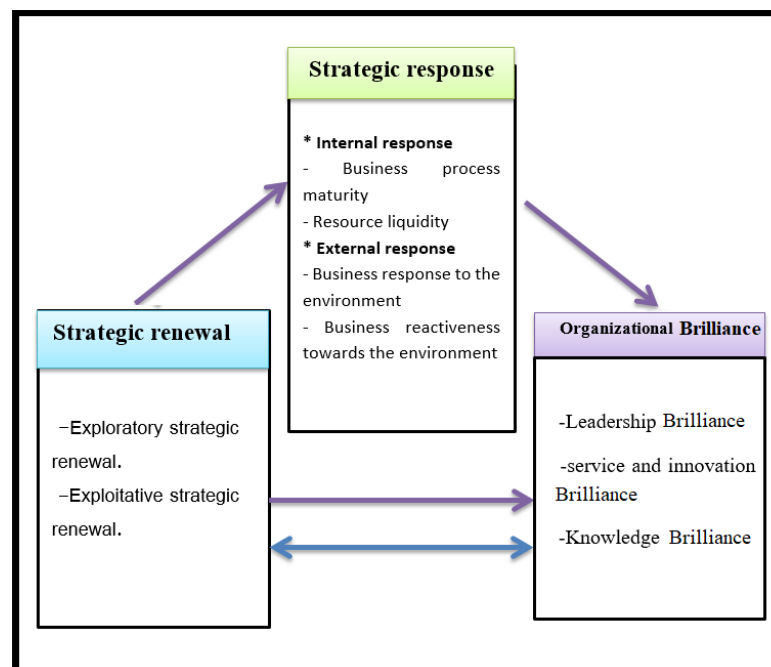 Strategic response
* Internal response
- Business process
maturity
- Resource liquidity
* External response
- Business response to the
environment
- Business reactiveness
towards the environment
Strategic renewal
-Exploratory strategic
renewal.
-Exploitative strategic
renewal.
Organizational Brilliance
-Leadership Brilliance
-service and innovation
Brilliance
-Knowledge Brilliance